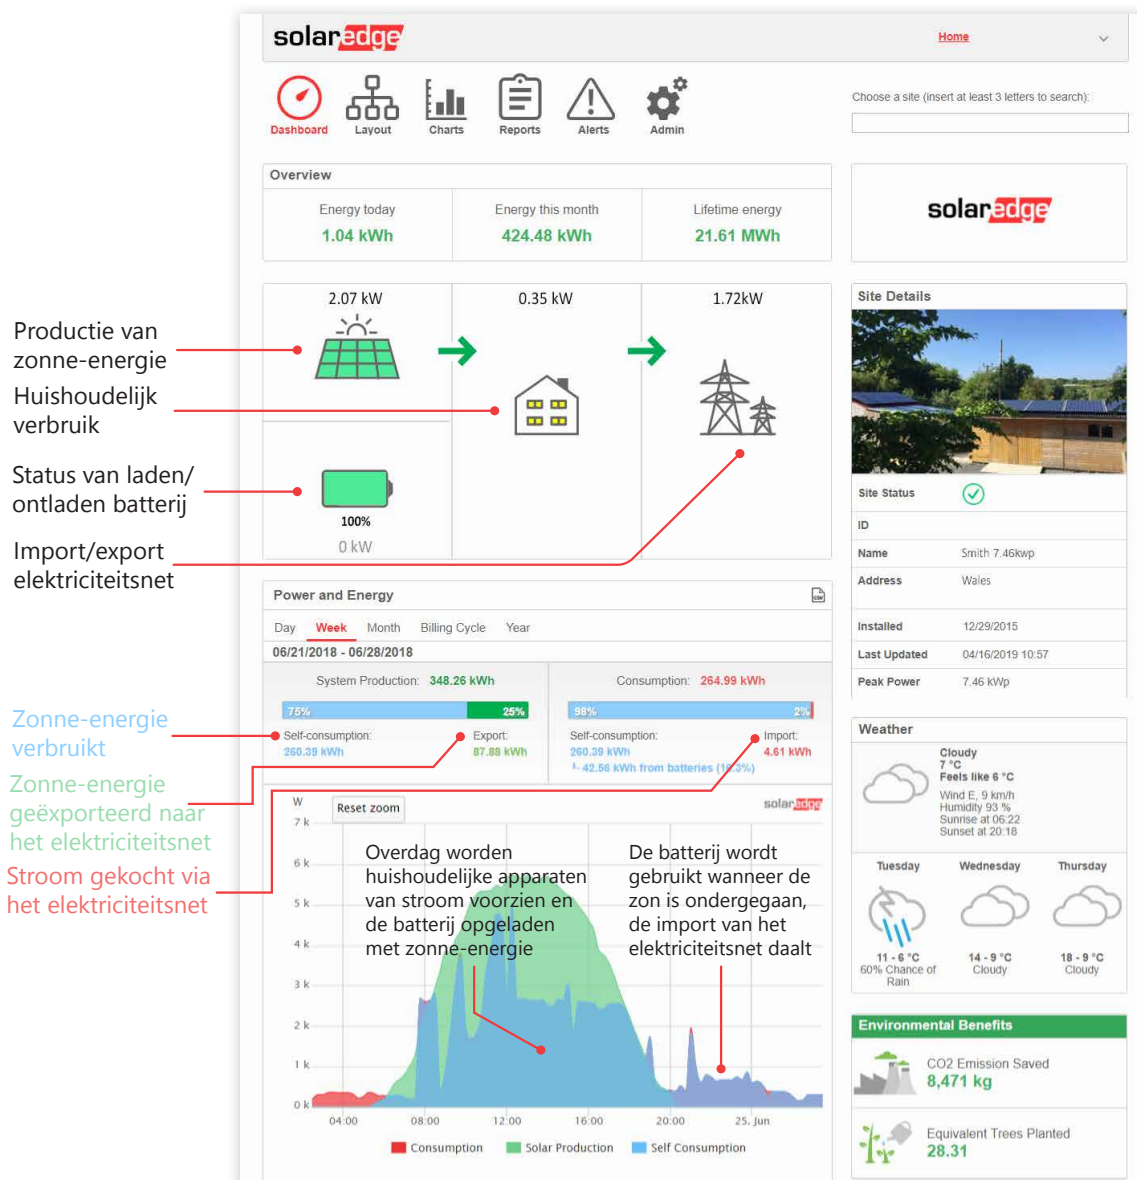 solaredge
Home
Dashboard
Layout
Charts
Reports
Alerts
Admin
Choose a site (insert at least 3 letters to search):
Overview
Energy today
1.04 kWh
Energy this month
424.48 kWh
Lifetime energy
21.61 MWh
solaredge
2.07 kW
0.35 kW
1.72kW
100%
0 kW
Productie van
zonne-energie
Huishoudelijk
verbruik
Status van laden/
ontladen batterij
Import/export
elektriciteitsnet
Site Details
Site Status
ID
Name Smith 7.46kwp
Address Wales
Installed 12/29/2015
Last Updated 04/16/2019 10:57
Peak Power 7.46 kWp
Power and Energy
CSV
Day Week Month Billing Cycle Year
06/21/2018 - 06/28/2018
System Production: 348.26 kWh
75% 25%
Self-consumption:
260.39 kWh
Export:
87.88 kWh
Consumption: 264.99 kWh
98% 2%
Self-consumption:
260.39 kWh
42.56 kWh from batteries (16.3%)
Import:
4.61 kWh
Zonne-energie
verbruikt
Zonne-energie
geëxporteerd naar
het elektriciteitsnet
Stroom gekocht via
het elektriciteitsnet
W
Reset zoom
solaredge
7 k
6 k
5 k
4 k
3 k
2 k
1 k
0 k
Overdag worden
huishoudelijke apparaten
van stroom voorzien en
de batterij opgeladen
met zonne-energie
De batterij wordt
gebruikt wanneer de
zon is ondergegaan,
de import van het
elektriciteitsnet daalt
04:00 08:00 12:00 16:00 20:00 25. Jun
Consumption Solar Production Self Consumption
Weather
Cloudy
7 °C
Feels like 6 °C
Wind E, 9 km/h
Humidity 93 %
Sunrise at 06:22
Sunset at 20:18
Tuesday
11 - 6 °C
60% Chance of
Rain
Wednesday
14 - 9 °C
Cloudy
Thursday
18 - 9 °C
Cloudy
Environmental Benefits
CO2 Emission Saved
8,471 kg
Equivalent Trees Planted
28.31